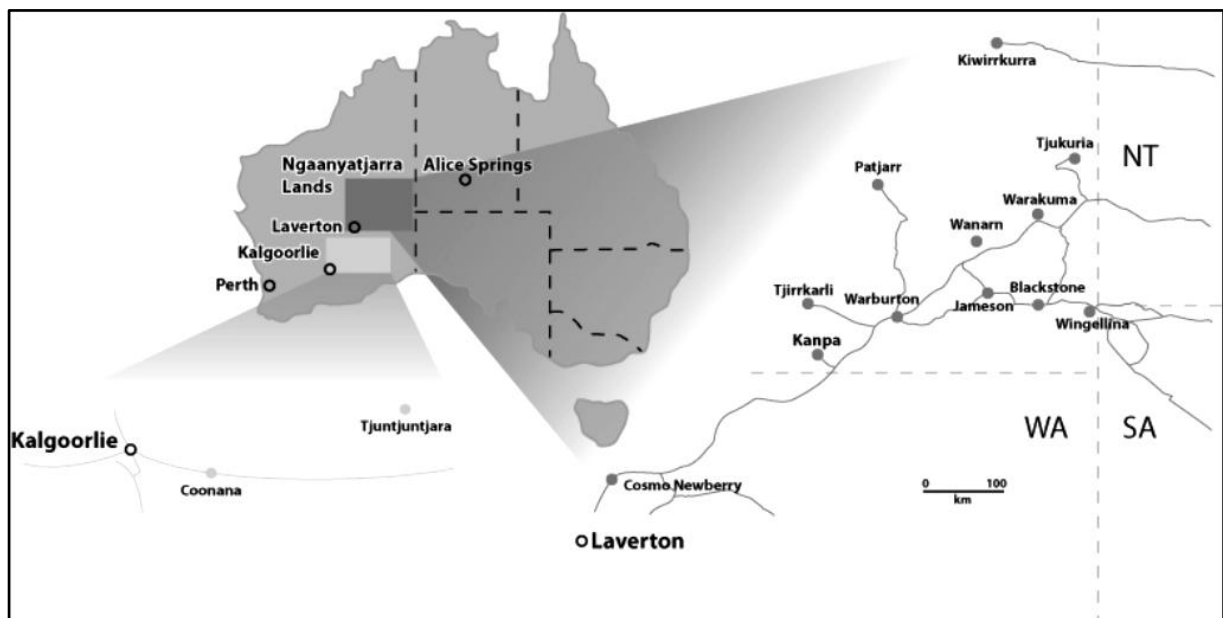 Kiwirrkurra
Tjukuria
NT
Patjarr
Ngaanyatjarra
Lands
Alice Springs
Warakuma
Wanarn
Laverton
Kalgoorlie
Perth
Tjirrkarli
Warburton
Jameson
Blackstone
Wingellina
Kanpa
Tjuntjuntjara
Kalgoorlie
Coonana
WA
SA
Cosmo Newberry
0 100
km
Laverton